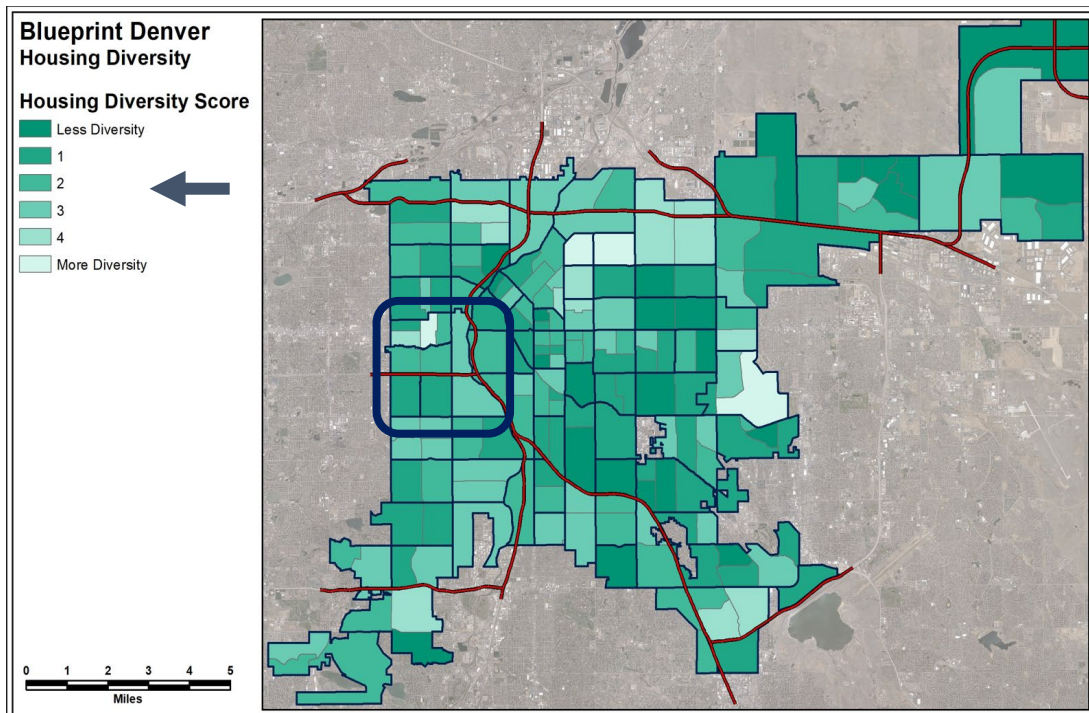 Blueprint Denver
Housing Diversity
Housing Diversity Score
Less Diversity
1
2
3
4
More Diversity
0 1 2 3 4 5
Miles